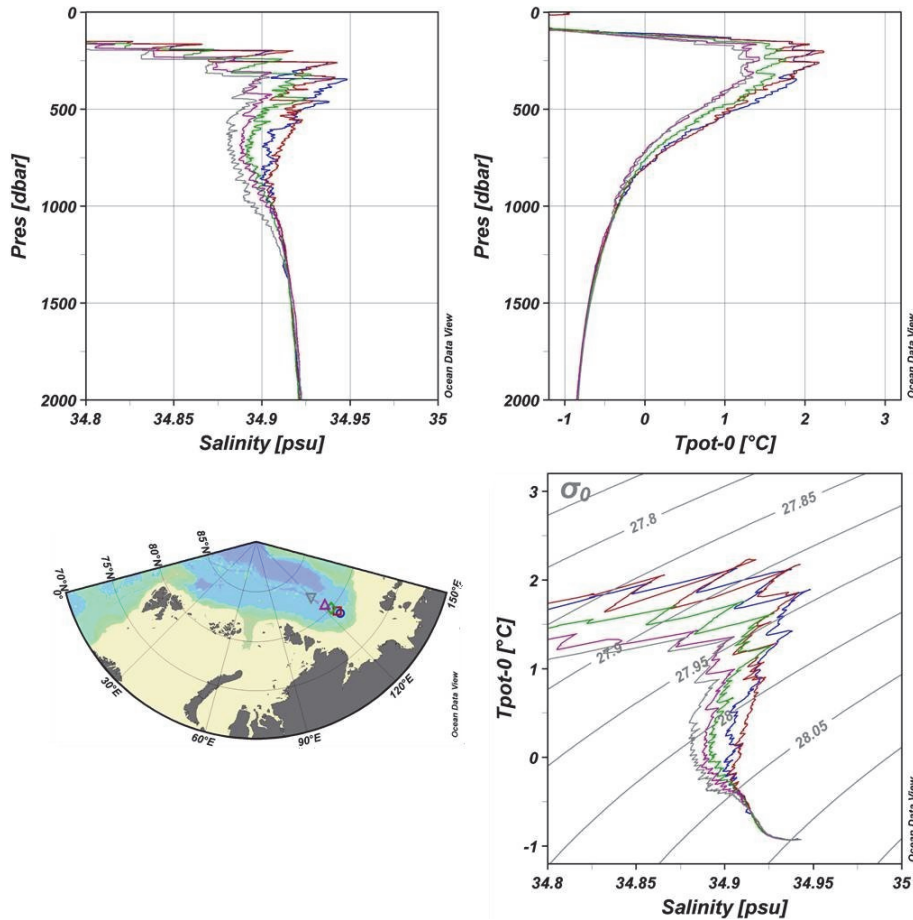 0
500
1000
1500
2000
Pres [dbar]
34.8
34.85
34.9
34.95
35
Salinity [psu]
Ocean Data View
0
500
1000
1500
2000
Pres [dbar]
-1
0
1
2
3
Tpot-0 [°C]
Ocean Data View
70°N
75°N
80°N
85°N
0°
30°E
60°E
90°E
120°E
150°E
Ocean Data View
σ0
3
2
1
0
-1
Tpot-0 [°C]
27.8
27.85
27.9
27.95
28
28.05
34.8
34.85
34.9
34.95
35
Salinity [psu]
Ocean Data View